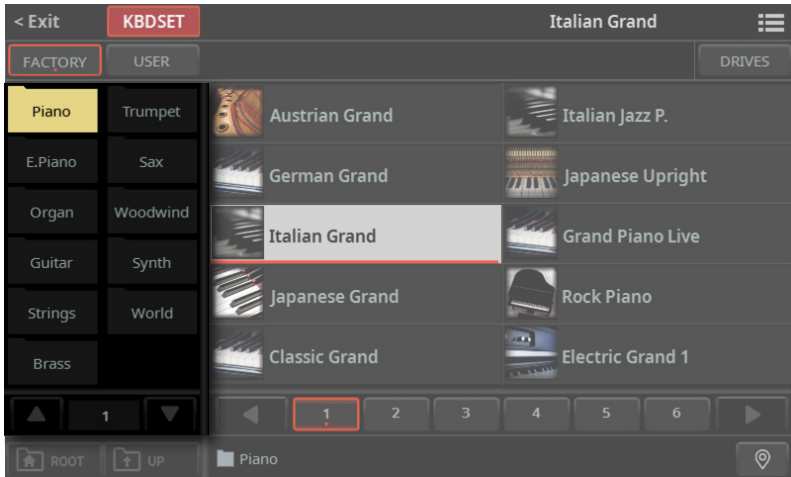 < Exit KBDSET Italian Grand
FACTORY USER DRIVES
Piano Trumpet Austrian Grand Italian Jazz P.
E.Piano Sax German Grand Japanese Upright
Organ Woodwind Italian Grand Grand Piano Live
Guitar Synth Japanese Grand Rock Piano
Strings World Classic Grand Electric Grand 1
Brass
1 1 2 3 4 5 6
ROOT UP Piano